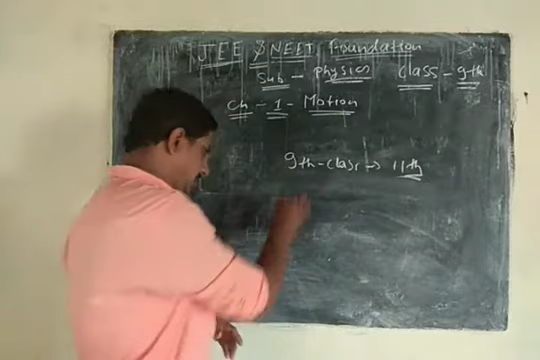 JEE & NEET Foundation
Sub - physics Class - 9th
ch - 1 - Motion
9th - class → 11th